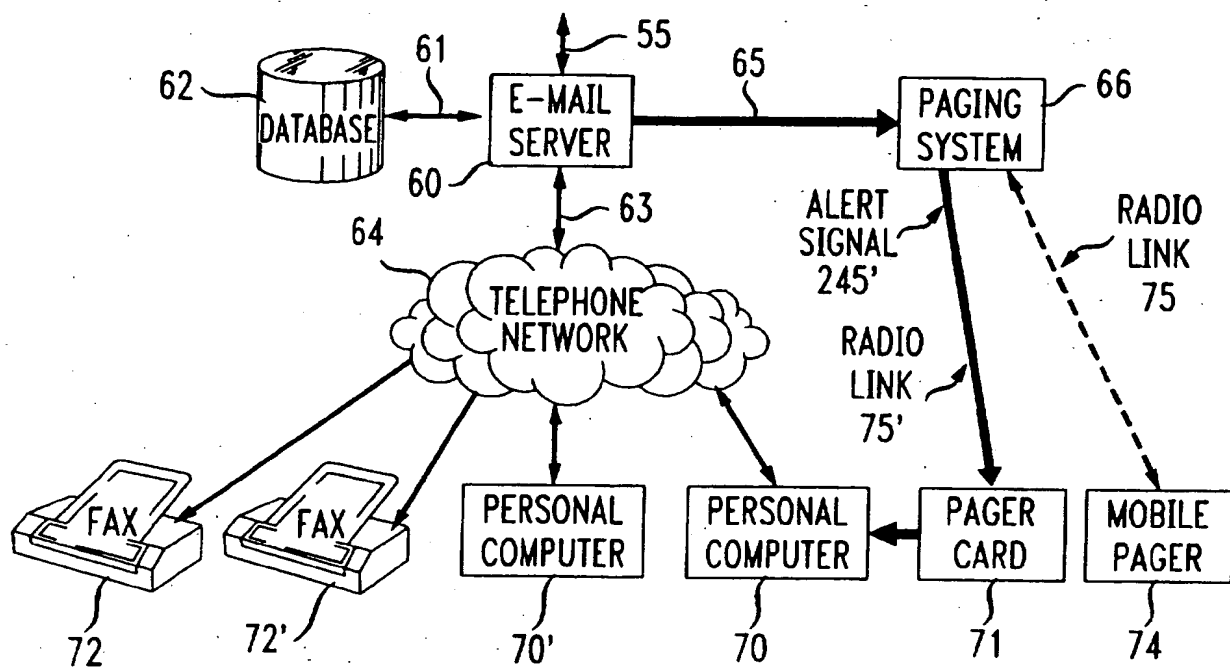 55
61
62
DATABASE
E-MAIL
SERVER
60
65
PAGING
SYSTEM
66
63
64
TELEPHONE
NETWORK
ALERT
SIGNAL
245'
RADIO
LINK
75
RADIO
LINK
75'
FAX
72
FAX
72'
PERSONAL
COMPUTER
70'
PERSONAL
COMPUTER
70
PAGER
CARD
71
MOBILE
PAGER
74